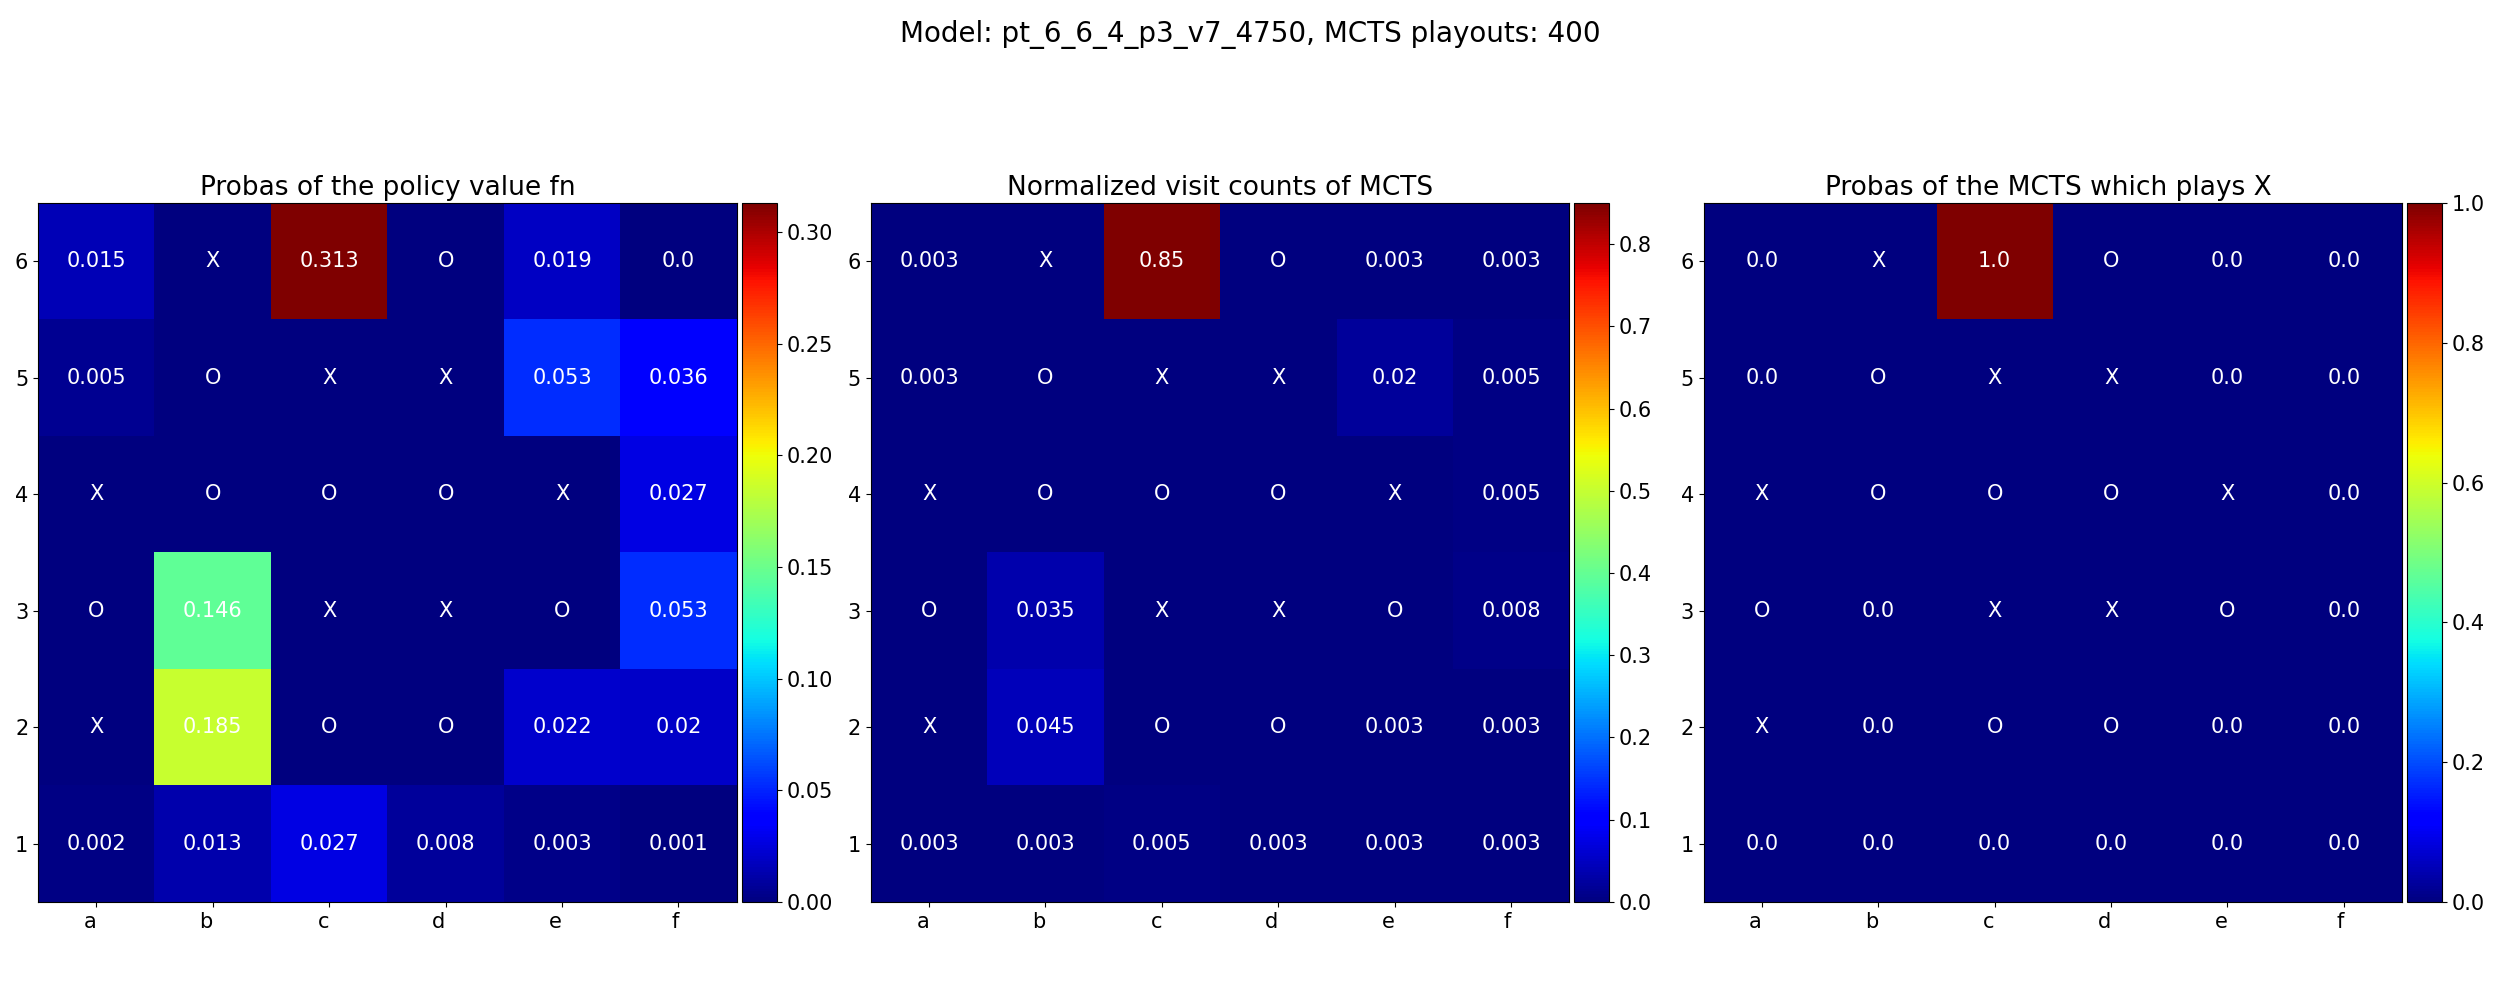 Model: pt_6_6_4_p3_v7_4750, MCTS playouts: 400
Probas of the policy value fn
6 0.015 X 0.313 O 0.019 0.0
5 0.005 O X X 0.053 0.036
4 X O O O X 0.027
3 O 0.146 X X O 0.053
2 X 0.185 O O 0.022 0.02
1 0.002 0.013 0.027 0.008 0.003 0.001
a b c d e f
0.30
0.25
0.20
0.15
0.10
0.05
0.00
Normalized visit counts of MCTS
6 0.003 X 0.85 O 0.003 0.003
5 0.003 O X X 0.02 0.005
4 X O O O X 0.005
3 O 0.035 X X O 0.008
2 X 0.045 O O 0.003 0.003
1 0.003 0.003 0.005 0.003 0.003 0.003
a b c d e f
0.8
0.7
0.6
0.5
0.4
0.3
0.2
0.1
0.0
Probas of the MCTS which plays X
6 0.0 X 1.0 O 0.0 0.0
5 0.0 O X X 0.0 0.0
4 X O O O X 0.0
3 O 0.0 X X O 0.0
2 X 0.0 O O 0.0 0.0
1 0.0 0.0 0.0 0.0 0.0 0.0
a b c d e f
1.0
0.8
0.6
0.4
0.2
0.0